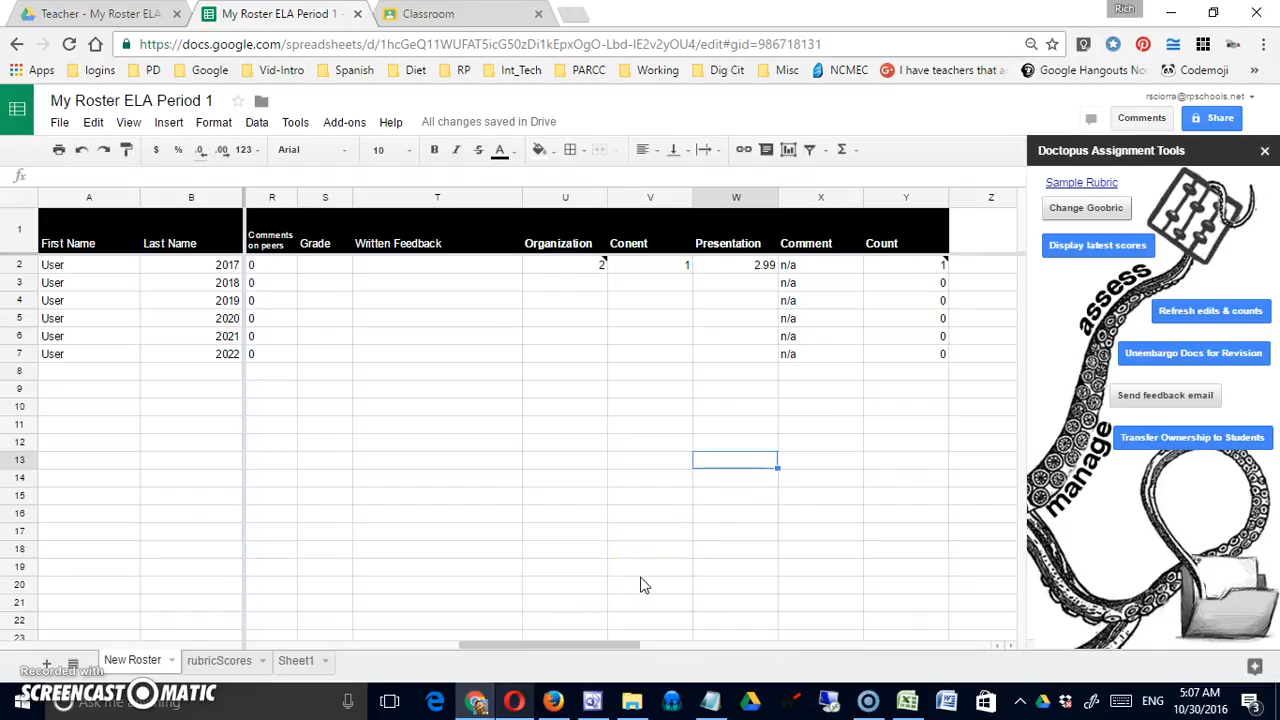 Teacher - My Roster ELA
My Roster ELA Period 1 -
Classroom
Rich
https://docs.google.com/spreadsheets/d/1hcGeQ11WUFAT5icG50zDi1kEpxOgO-Lbd-IE2v2yOU4/edit#gid=986718131
Apps logins PD Google Vid-Intro Spanish Diet RP Int_Tech PARCC Working Dig Cit Misc NCMEC I have teachers that a Google Hangouts No Codemoji »
My Roster ELA Period 1
rsciorra@rpschools.net
File Edit View Insert Format Data Tools Add-ons Help All changes saved in Drive
Comments Share
$ % .0 .00 123 Arial 10 B I S A Σ
Doctopus Assignment Tools
fx
A B R S T U V W X Y Z
1 First Name Last Name Comments on peers Grade Written Feedback Organization Conent Presentation Comment Count
2 User 2017 0 2 1 2.99 n/a 1
3 User 2018 0 n/a 0
4 User 2019 0 n/a 0
5 User 2020 0 n/a 0
6 User 2021 0 n/a 0
7 User 2022 0 n/a 0
8
9
10
11
12
13
14
15
16
17
18
19
20
21
22
23
Sample Rubric
Change Goobric
Display latest scores
assess
Refresh edits & counts
Unembargo Docs for Revision
Send feedback email
Transfer Ownership to Students
manage
New Roster rubricScores Sheet1
Recorded with
SCREENCAST-O-MATIC
Ask me anything
ENG
5:07 AM
10/30/2016
3